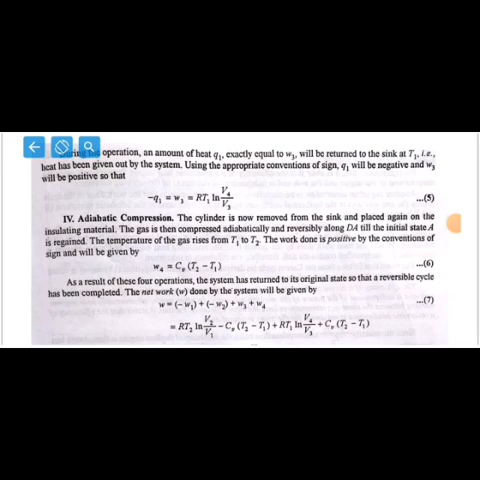 operation, an amount of heat q₁, exactly equal to w₃, will be returned to the sink at T₁, i.e.,
heat has been given out by the system. Using the appropriate conventions of sign, q₁ will be negative and w₃
will be positive so that
−q₁ = w₃ = RT₁ ln V₄/V₃ ...(5)
IV. Adiabatic Compression. The cylinder is now removed from the sink and placed again on the
insulating material. The gas is then compressed adiabatically and reversibly along DA till the initial state A
is regained. The temperature of the gas rises from T₁ to T₂. The work done is positive by the conventions of
sign and will be given by
w₄ = Cᵥ (T₂ − T₁) ...(6)
As a result of these four operations, the system has returned to its original state so that a reversible cycle
has been completed. The net work (w) done by the system will be given by
w = (−w₁) + (−w₂) + w₃ + w₄ ...(7)
= RT₂ ln V₂/V₁ − Cᵥ (T₂ − T₁) + RT₁ ln V₄/V₃ + Cᵥ (T₂ − T₁)